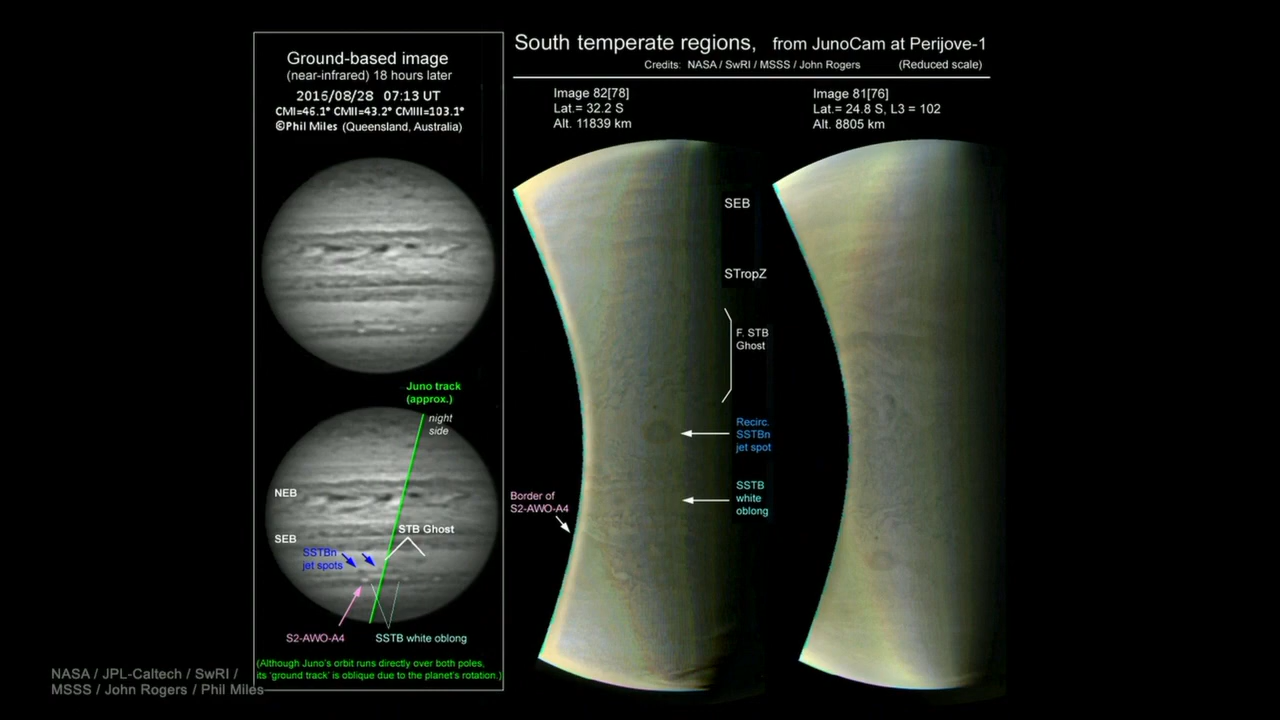 Ground-based image
(near-infrared) 18 hours later
2016/08/28 07:13 UT
CMI=46.1° CMII=43.2° CMIII=103.1°
©Phil Miles (Queensland, Australia)
Juno track
(approx.)
night
side
NEB
SEB
STB Ghost
SSTBn
jet spots
S2-AWO-A4
SSTB white oblong
(Although Juno's orbit runs directly over both poles,
its 'ground track' is oblique due to the planet's rotation.)
South temperate regions, from JunoCam at Perijove-1
Credits: NASA / SwRI / MSSS / John Rogers (Reduced scale)
Image 82[78]
Lat.= 32.2 S
Alt. 11839 km
Image 81[76]
Lat.= 24.8 S, L3 = 102
Alt. 8805 km
SEB
STropZ
F. STB
Ghost
Recirc.
SSTBn
jet spot
SSTB
white
oblong
Border of
S2-AWO-A4
NASA / JPL-Caltech / SwRI /
MSSS / John Rogers / Phil Miles